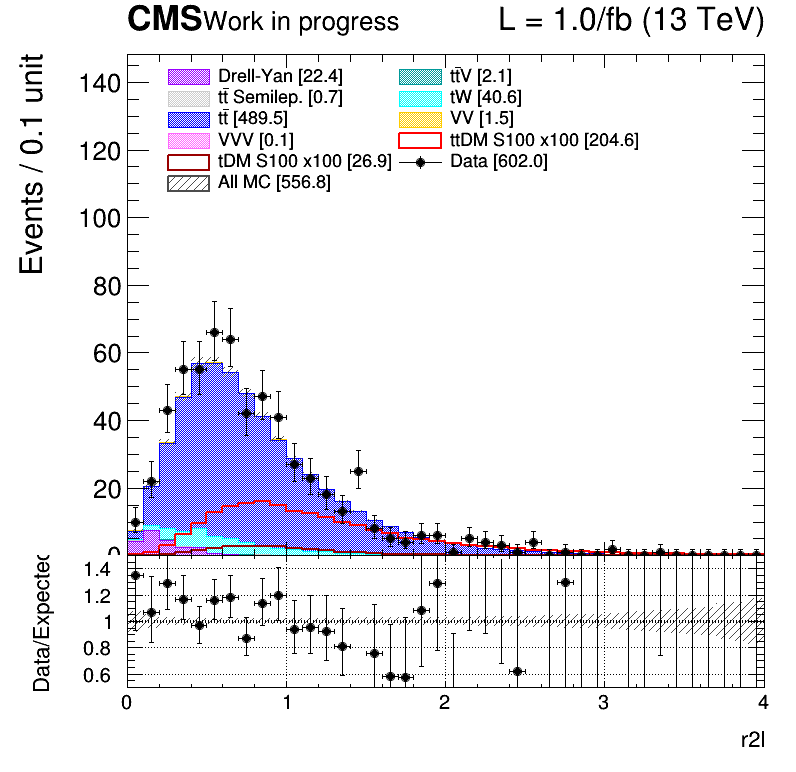 CMS Work in progress L = 1.0/fb (13 TeV)
Events / 0.1 unit
140
120
100
80
60
40
20
0
Drell-Yan [22.4] tt̄V [2.1]
tt̄ Semilep. [0.7] tW [40.6]
tt̄ [489.5] VV [1.5]
VVV [0.1] ttDM S100 x100 [204.6]
tDM S100 x100 [26.9] Data [602.0]
All MC [556.8]
Data/Expected
1.4
1.2
1
0.8
0.6
0 1 2 3 4
r2l